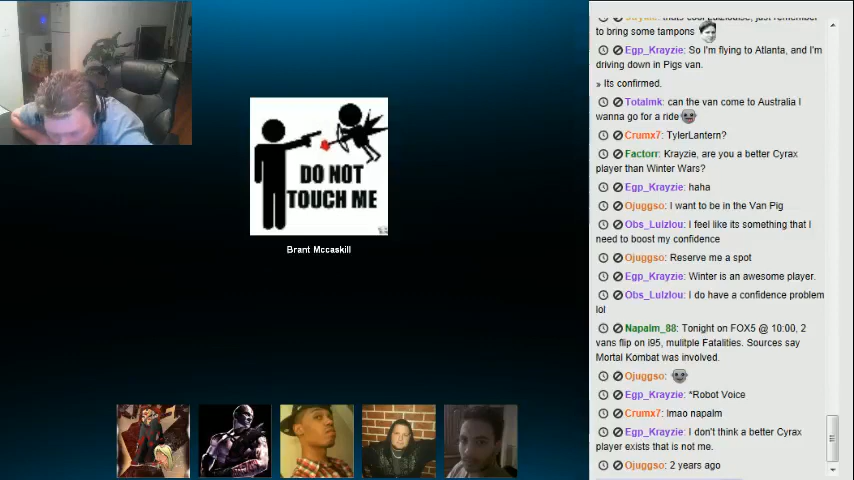 DO NOT
TOUCH ME
Brant Mccaskill
thats cool Luizlouise, just remember
to bring some tampons
Egp_Krayzie: So I'm flying to Atlanta, and I'm
driving down in Pigs van.
» Its confirmed.
Totalmk: can the van come to Australia I
wanna go for a ride
Crumx7: TylerLantern?
Factorr: Krayzie, are you a better Cyrax
player than Winter Wars?
Egp_Krayzie: haha
Ojuggso: I want to be in the Van Pig
Obs_Luizlou: I feel like its something that I
need to boost my confidence
Ojuggso: Reserve me a spot
Egp_Krayzie: Winter is an awesome player.
Obs_Luizlou: I do have a confidence problem
lol
Napalm_88: Tonight on FOX5 @ 10:00, 2
vans flip on i95, mulitple Fatalities. Sources say
Mortal Kombat was involved.
Ojuggso:
Egp_Krayzie: *Robot Voice
Crumx7: lmao napalm
Egp_Krayzie: I don't think a better Cyrax
player exists that is not me.
Ojuggso: 2 years ago